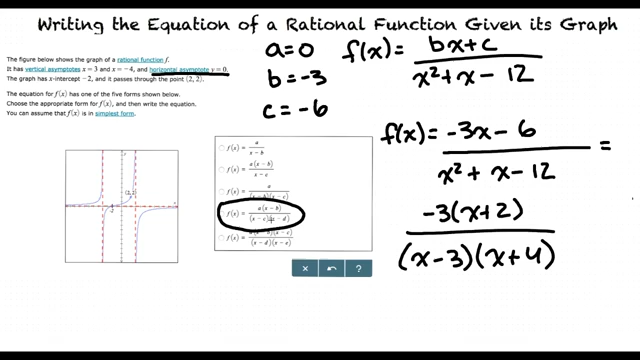 Writing the Equation of a Rational Function Given its Graph
The figure below shows the graph of a rational function f.
It has vertical asymptotes x = 3 and x = −4, and horizontal asymptote y = 0.
The graph has x-intercept −2, and it passes through the point (2, 2).
The equation for f(x) has one of the five forms shown below.
Choose the appropriate form for f(x), and then write the equation.
You can assume that f(x) is in simplest form.
a = 0
b = -3
c = -6
f(x) = bx + c / x² + x - 12
f(x) = -3x - 6 / x² + x - 12 =
-3(x + 2) / (x - 3)(x + 4)
f(x) = a / x − b
f(x) = a(x − b) / x − c
f(x) = a / (x − b)(x − c)
f(x) = a(x − b) / (x − c)(x − d)
f(x) = a(x − b)(x − c) / (x − d)(x − e)
(2, 2)
-2
× ?